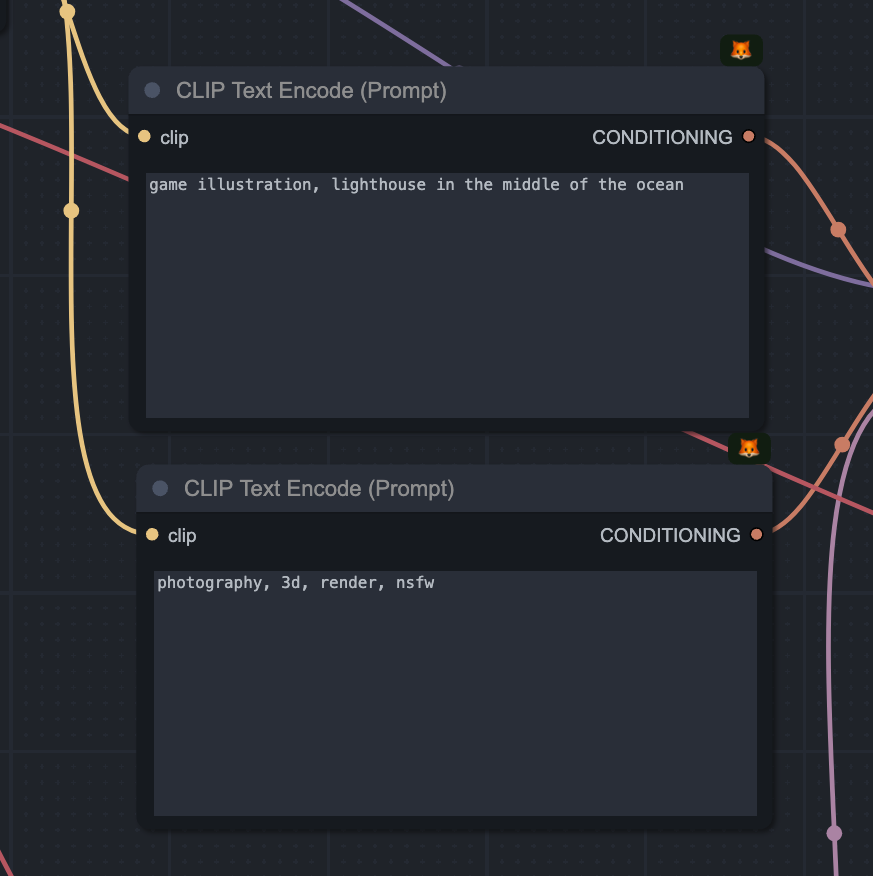 CLIP Text Encode (Prompt)
clip
CONDITIONING
game illustration, lighthouse in the middle of the ocean
CLIP Text Encode (Prompt)
clip
CONDITIONING
photography, 3d, render, nsfw